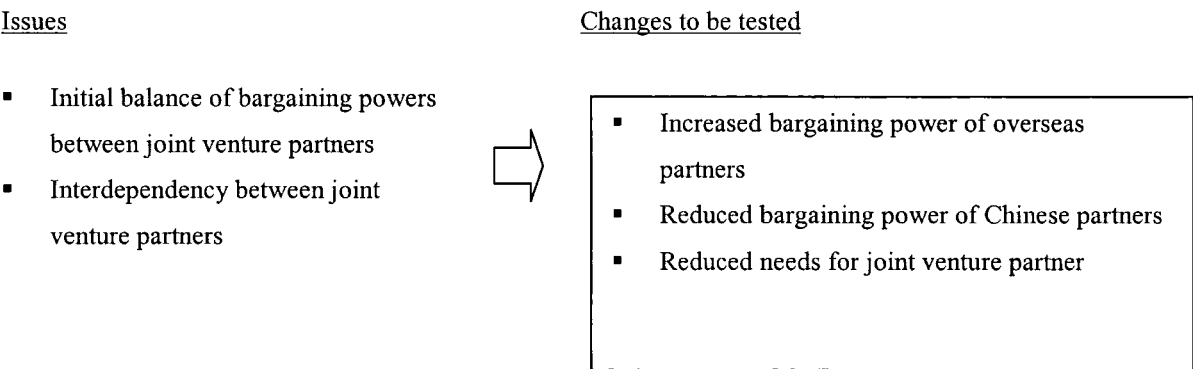 Issues
Changes to be tested
▪ Initial balance of bargaining powers
between joint venture partners
▪ Interdependency between joint
venture partners
▪ Increased bargaining power of overseas
partners
▪ Reduced bargaining power of Chinese partners
▪ Reduced needs for joint venture partner